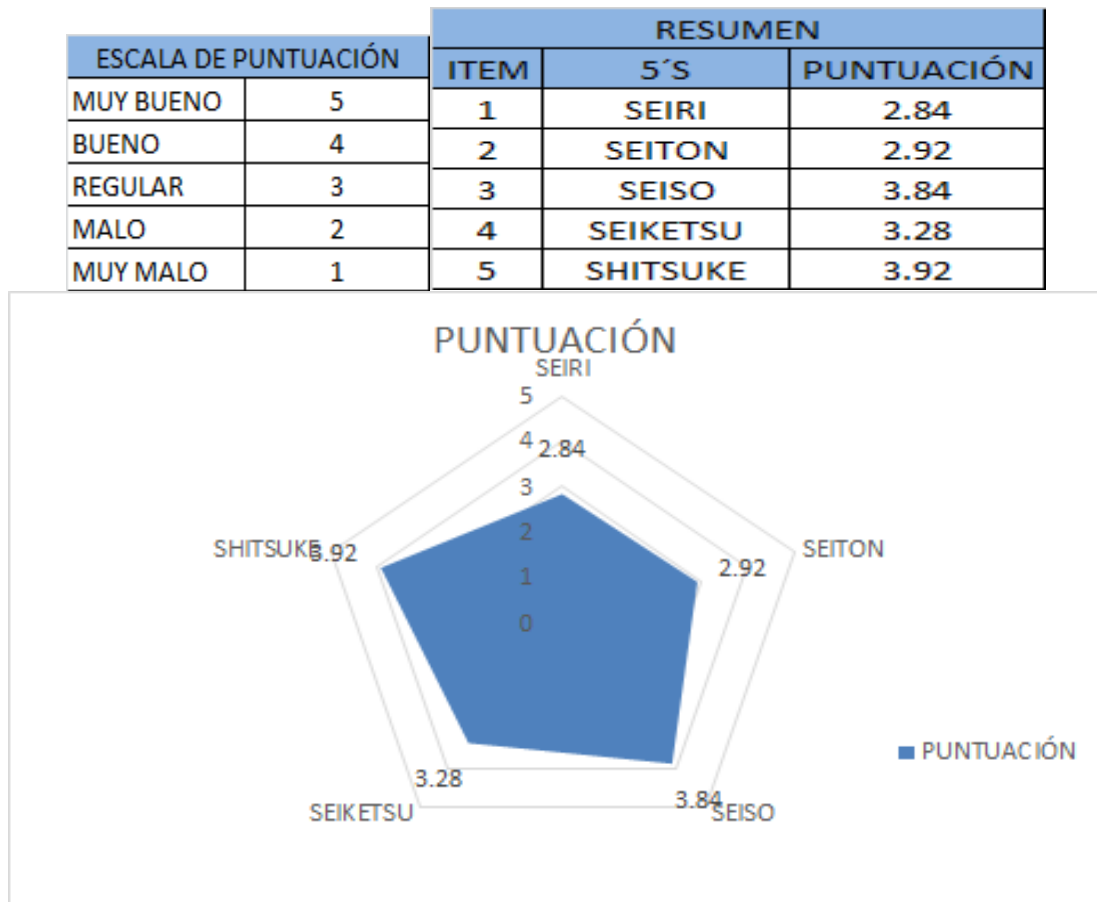 ESCALA DE PUNTUACIÓN
MUY BUENO 5
BUENO 4
REGULAR 3
MALO 2
MUY MALO 1
RESUMEN
ITEM 5´S PUNTUACIÓN
1 SEIRI 2.84
2 SEITON 2.92
3 SEISO 3.84
4 SEIKETSU 3.28
5 SHITSUKE 3.92
PUNTUACIÓN
SEIRI
5
4 2.84
3
2
SHITSUKE 3.92
2.92 SEITON
1
0
PUNTUACIÓN
3.28
3.84
SEIKETSU
SEISO